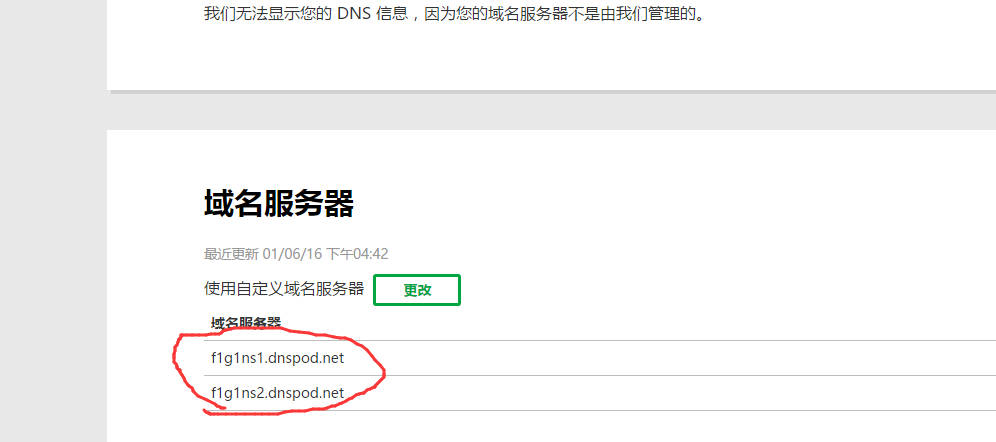 我们无法显示您的 DNS 信息，因为您的域名服务器不是由我们管理的。
域名服务器
最近更新 01/06/16 下午04:42
使用自定义域名服务器 更改
域名服务器
f1g1ns1.dnspod.net
f1g1ns2.dnspod.net